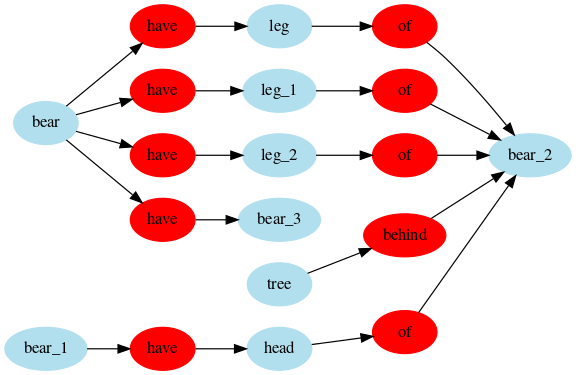 have leg of
have leg_1 of
bear
have leg_2 of bear_2
have bear_3
behind
tree
of
bear_1 have head